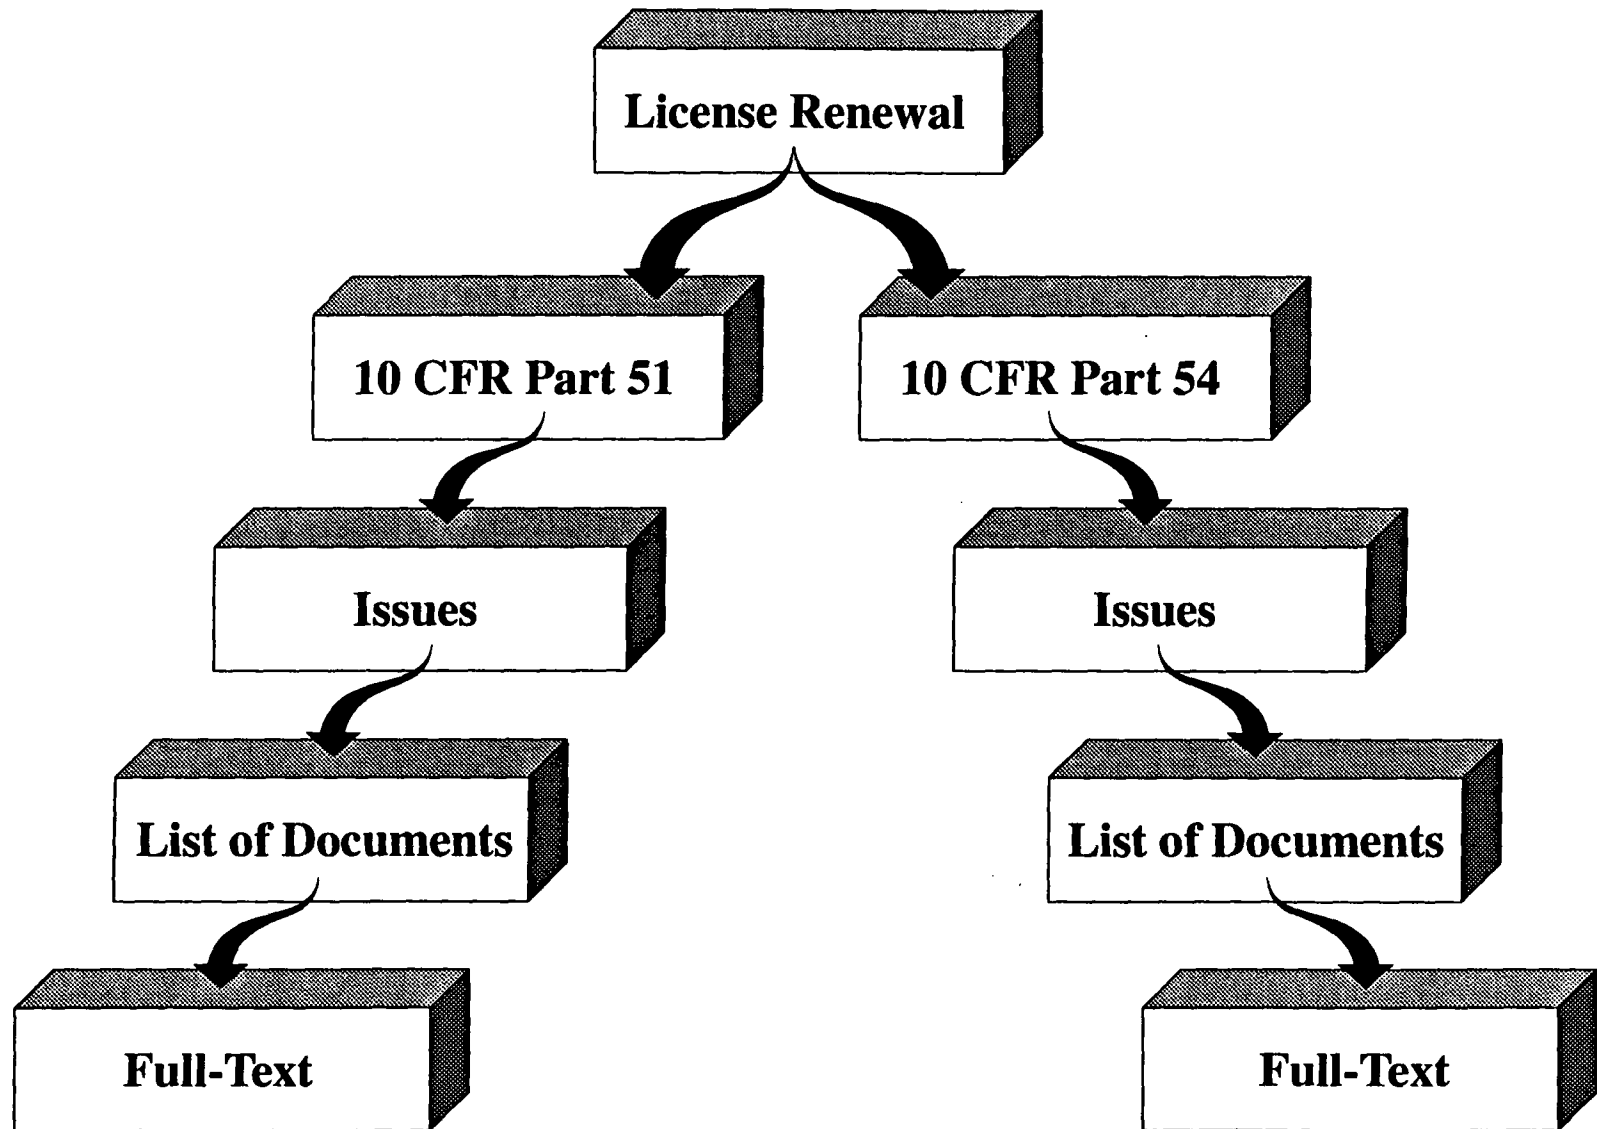 License Renewal
10 CFR Part 51
10 CFR Part 54
Issues
Issues
List of Documents
List of Documents
Full-Text
Full-Text